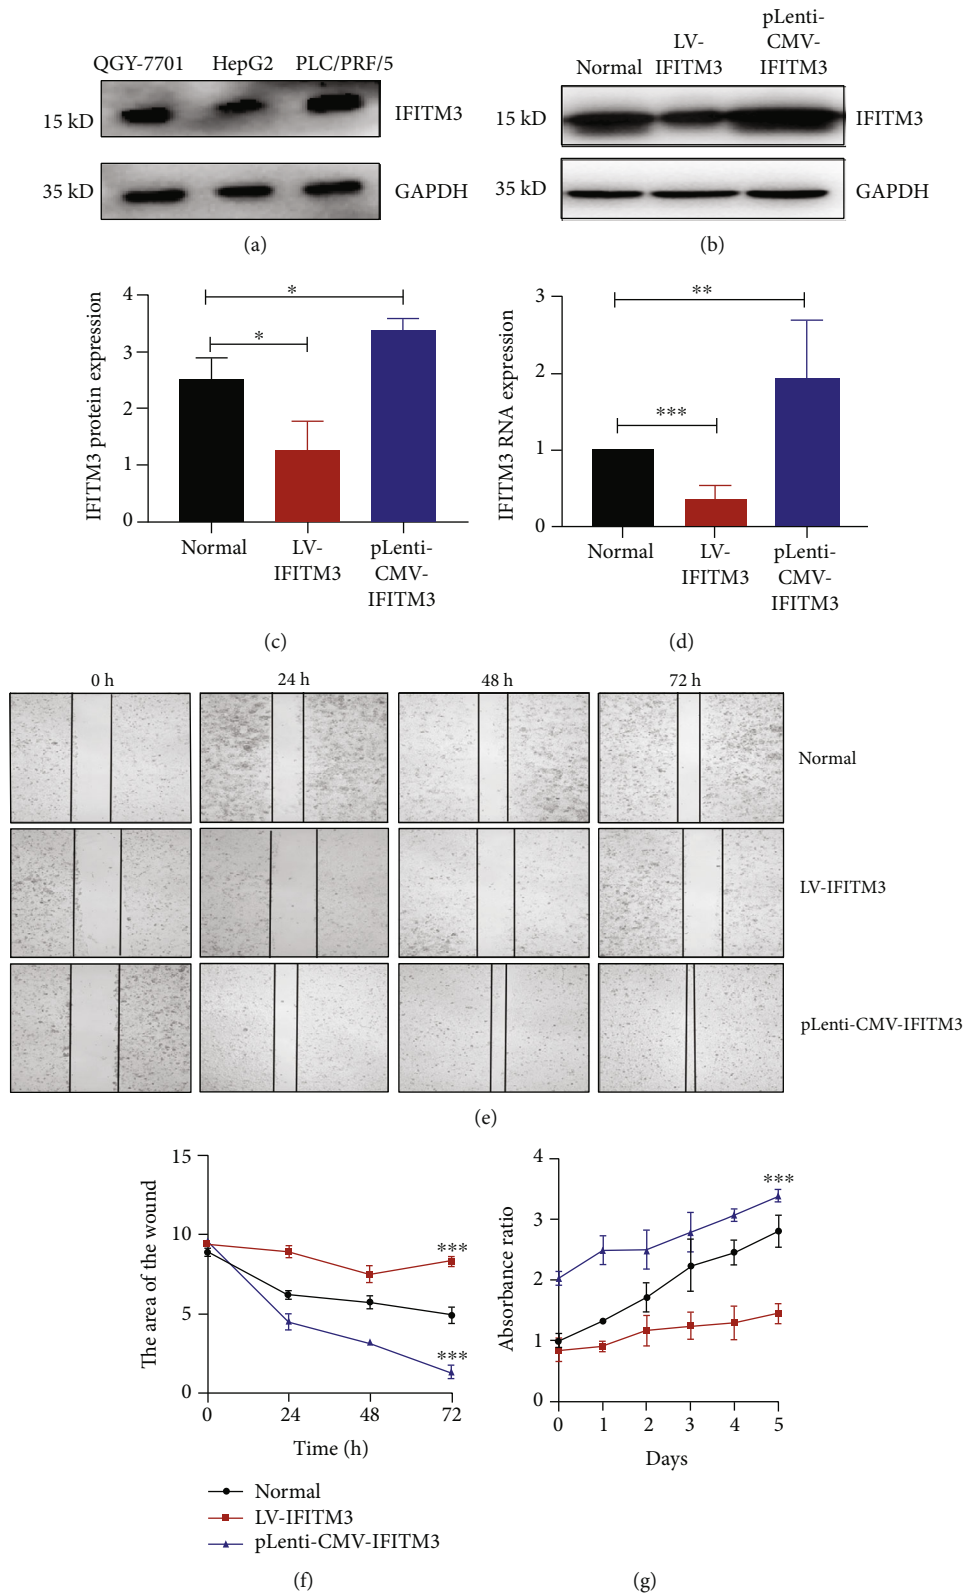 QGY-7701 HepG2 PLC/PRF/5
15 kD IFITM3
35 kD GAPDH
(a)
Normal LV-IFITM3 pLenti-CMV-IFITM3
15 kD IFITM3
35 kD GAPDH
(b)
IFITM3 protein expression
4
3
2
1
0
*
*
Normal
LV-
IFITM3
pLenti-
CMV-
IFITM3
(c)
IFITM3 RNA expression
3
2
1
0
**
***
Normal
LV-
IFITM3
pLenti-
CMV-
IFITM3
(d)
0 h 24 h 48 h 72 h
Normal
LV-IFITM3
pLenti-CMV-IFITM3
(e)
The area of the wound
15
10
5
0
***
***
0 24 48 72
Time (h)
Normal
LV-IFITM3
pLenti-CMV-IFITM3
(f)
Absorbance ratio
4
3
2
1
0
***
0 1 2 3 4 5
Days
(g)